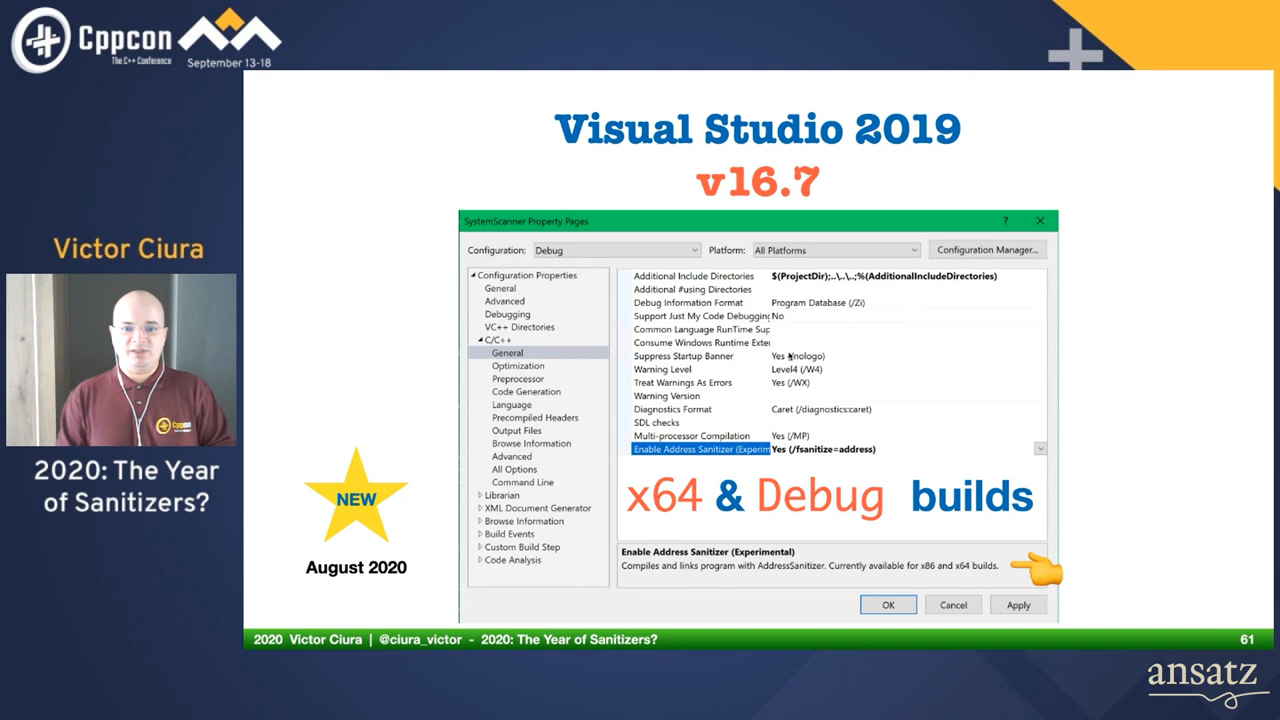 Cppcon
The C++ Conference
September 13-18
Visual Studio 2019
v16.7
SystemScanner Property Pages
?
Configuration: Debug Platform: All Platforms Configuration Manager...
Configuration Properties
General
Advanced
Debugging
VC++ Directories
C/C++
General
Optimization
Preprocessor
Code Generation
Language
Precompiled Headers
Output Files
Browse Information
Advanced
All Options
Command Line
Librarian
XML Document Generator
Browse Information
Build Events
Custom Build Step
Code Analysis
Additional Include Directories $(ProjectDir);..\..\..;%(AdditionalIncludeDirectories)
Additional #using Directories
Debug Information Format Program Database (/Zi)
Support Just My Code Debugging No
Common Language RunTime Sup
Consume Windows Runtime Exter
Suppress Startup Banner Yes (/nologo)
Warning Level Level4 (/W4)
Treat Warnings As Errors Yes (/WX)
Warning Version
Diagnostics Format Caret (/diagnostics:caret)
SDL checks
Multi-processor Compilation Yes (/MP)
Enable Address Sanitizer (Experim Yes (/fsanitize=address)
x64 & Debug builds
Enable Address Sanitizer (Experimental)
Compiles and links program with AddressSanitizer. Currently available for x86 and x64 builds.
OK Cancel Apply
Victor Ciura
Cppcon
2020: The Year
of Sanitizers?
NEW
August 2020
2020 Victor Ciura | @ciura_victor - 2020: The Year of Sanitizers? 61
ansatz